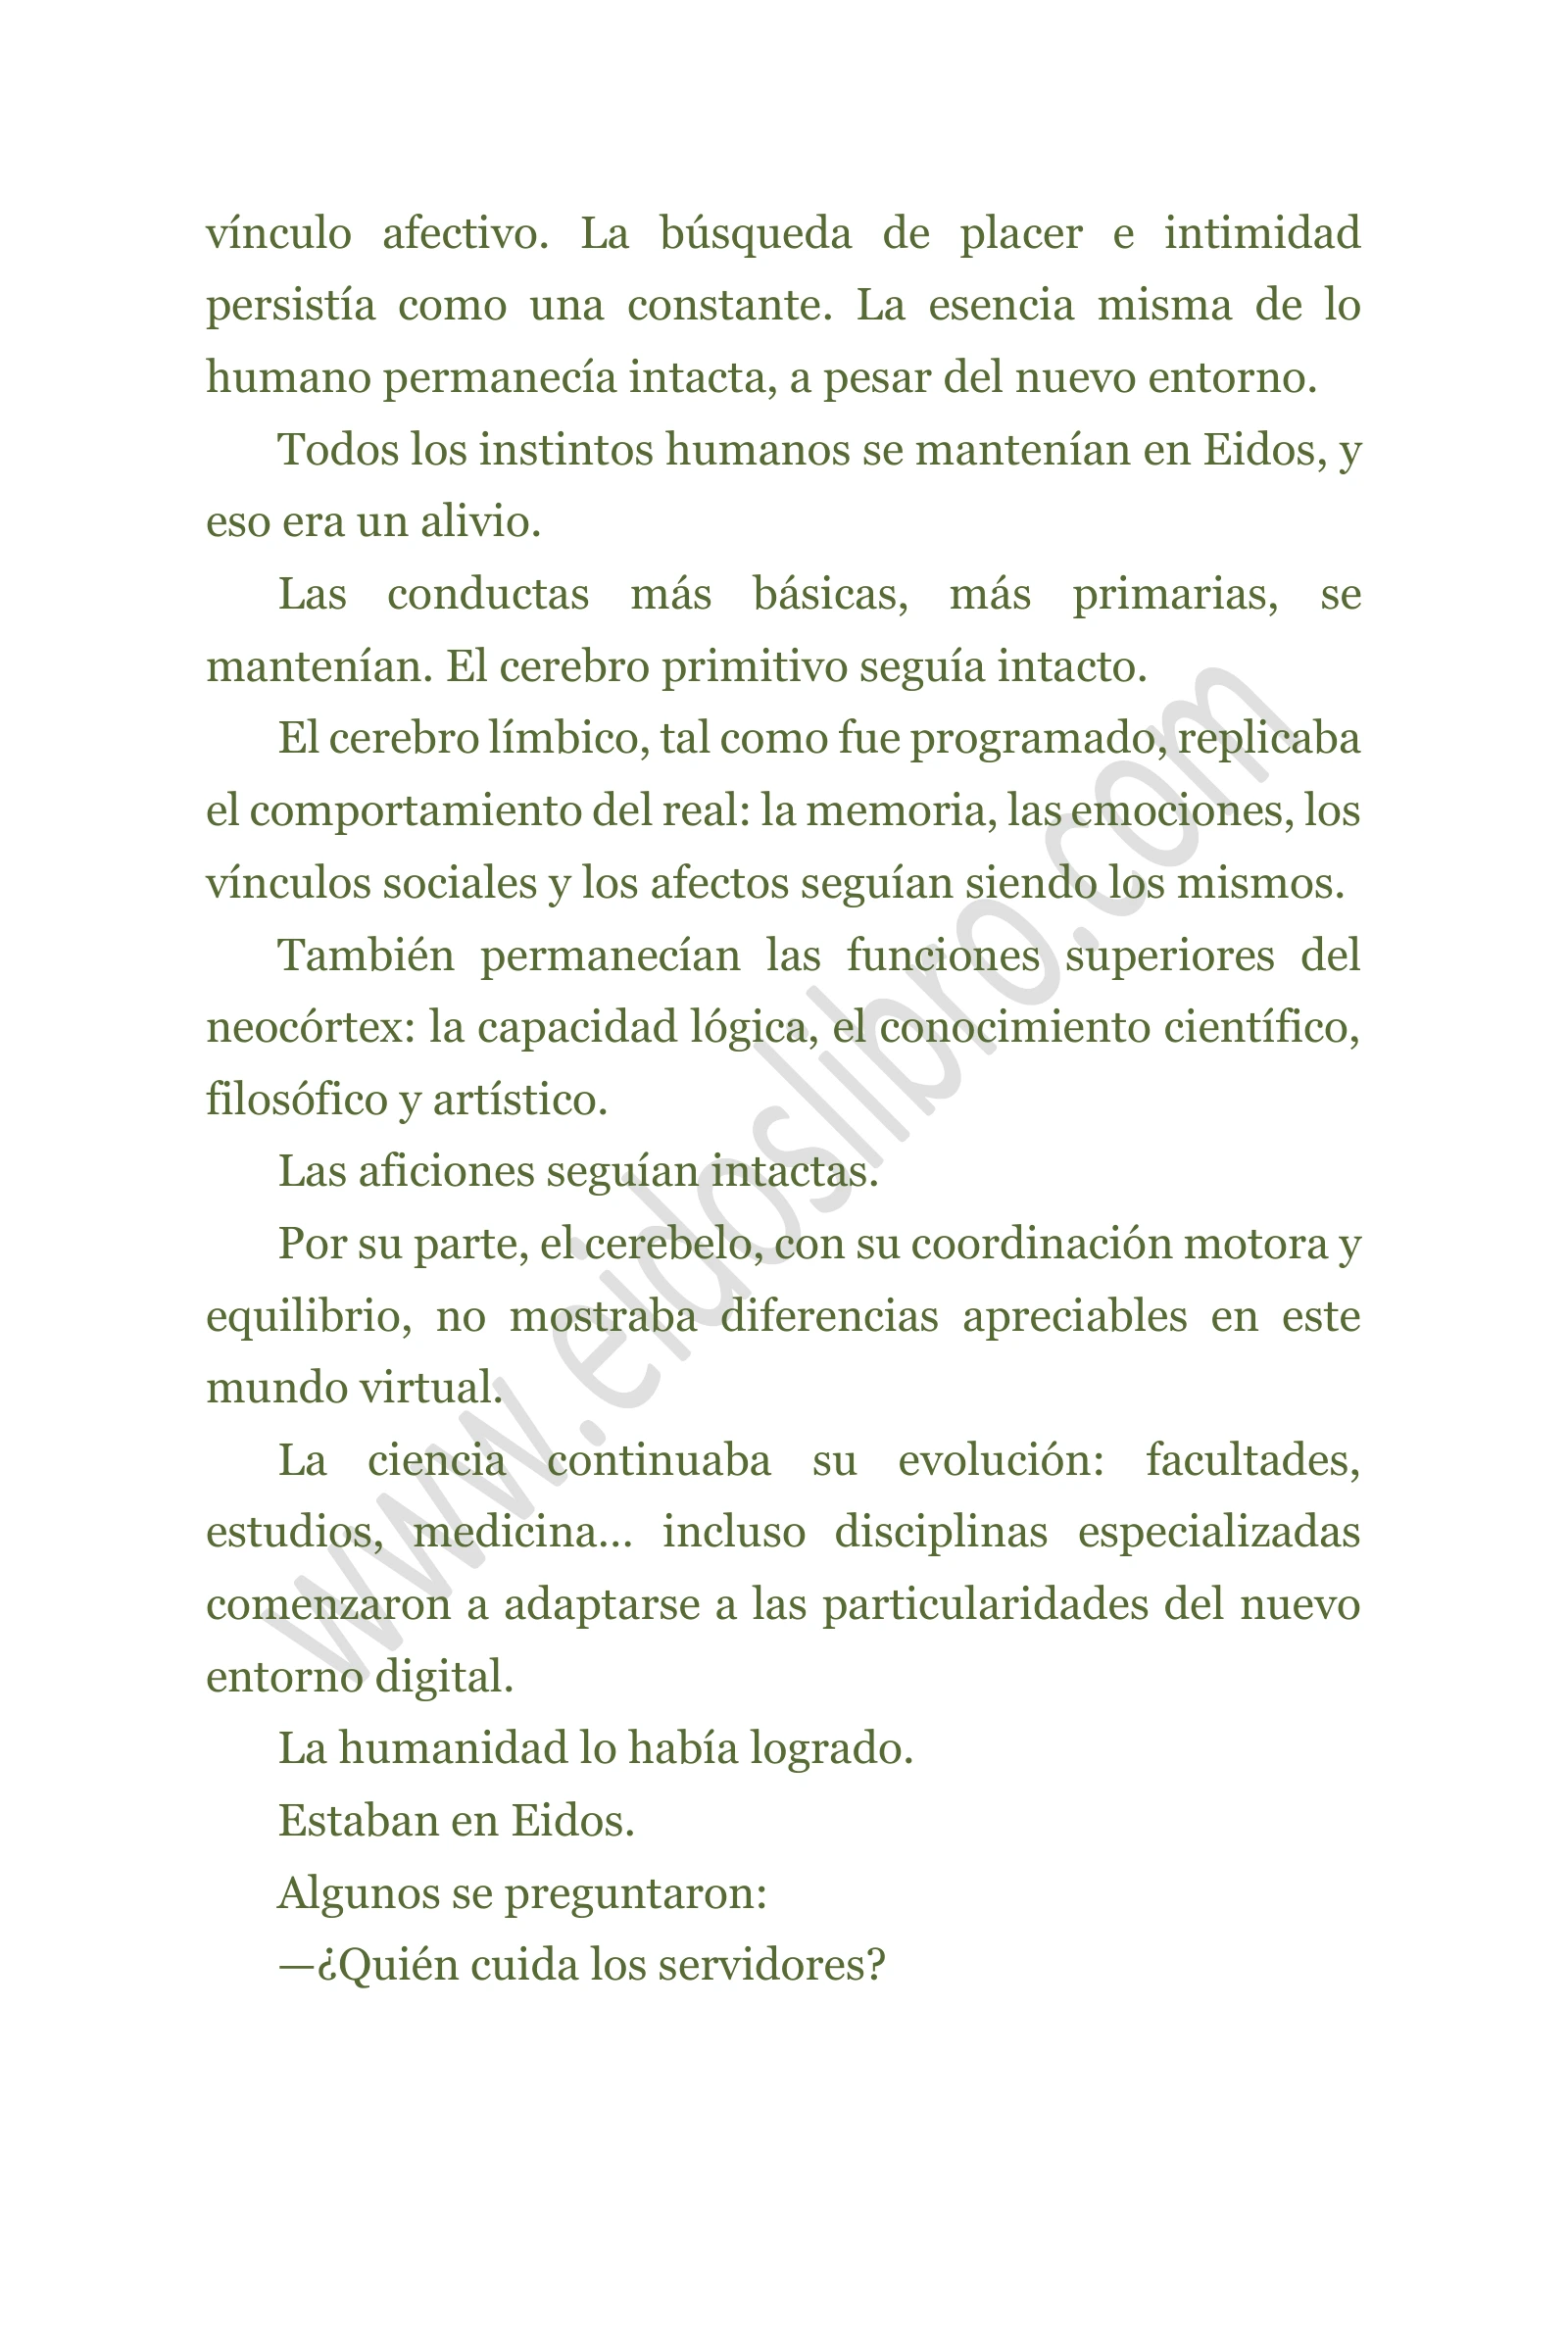 vínculo afectivo. La búsqueda de placer e intimidad
persistía como una constante. La esencia misma de lo
humano permanecía intacta, a pesar del nuevo entorno.
Todos los instintos humanos se mantenían en Eidos, y
eso era un alivio.
Las conductas más básicas, más primarias, se
mantenían. El cerebro primitivo seguía intacto.
El cerebro límbico, tal como fue programado, replicaba
el comportamiento del real: la memoria, las emociones, los
vínculos sociales y los afectos seguían siendo los mismos.
También permanecían las funciones superiores del
neocórtex: la capacidad lógica, el conocimiento científico,
filosófico y artístico.
Las aficiones seguían intactas.
Por su parte, el cerebelo, con su coordinación motora y
equilibrio, no mostraba diferencias apreciables en este
mundo virtual.
La ciencia continuaba su evolución: facultades,
estudios, medicina... incluso disciplinas especializadas
comenzaron a adaptarse a las particularidades del nuevo
entorno digital.
La humanidad lo había logrado.
Estaban en Eidos.
Algunos se preguntaron:
—¿Quién cuida los servidores?
www.eidoslibro.com